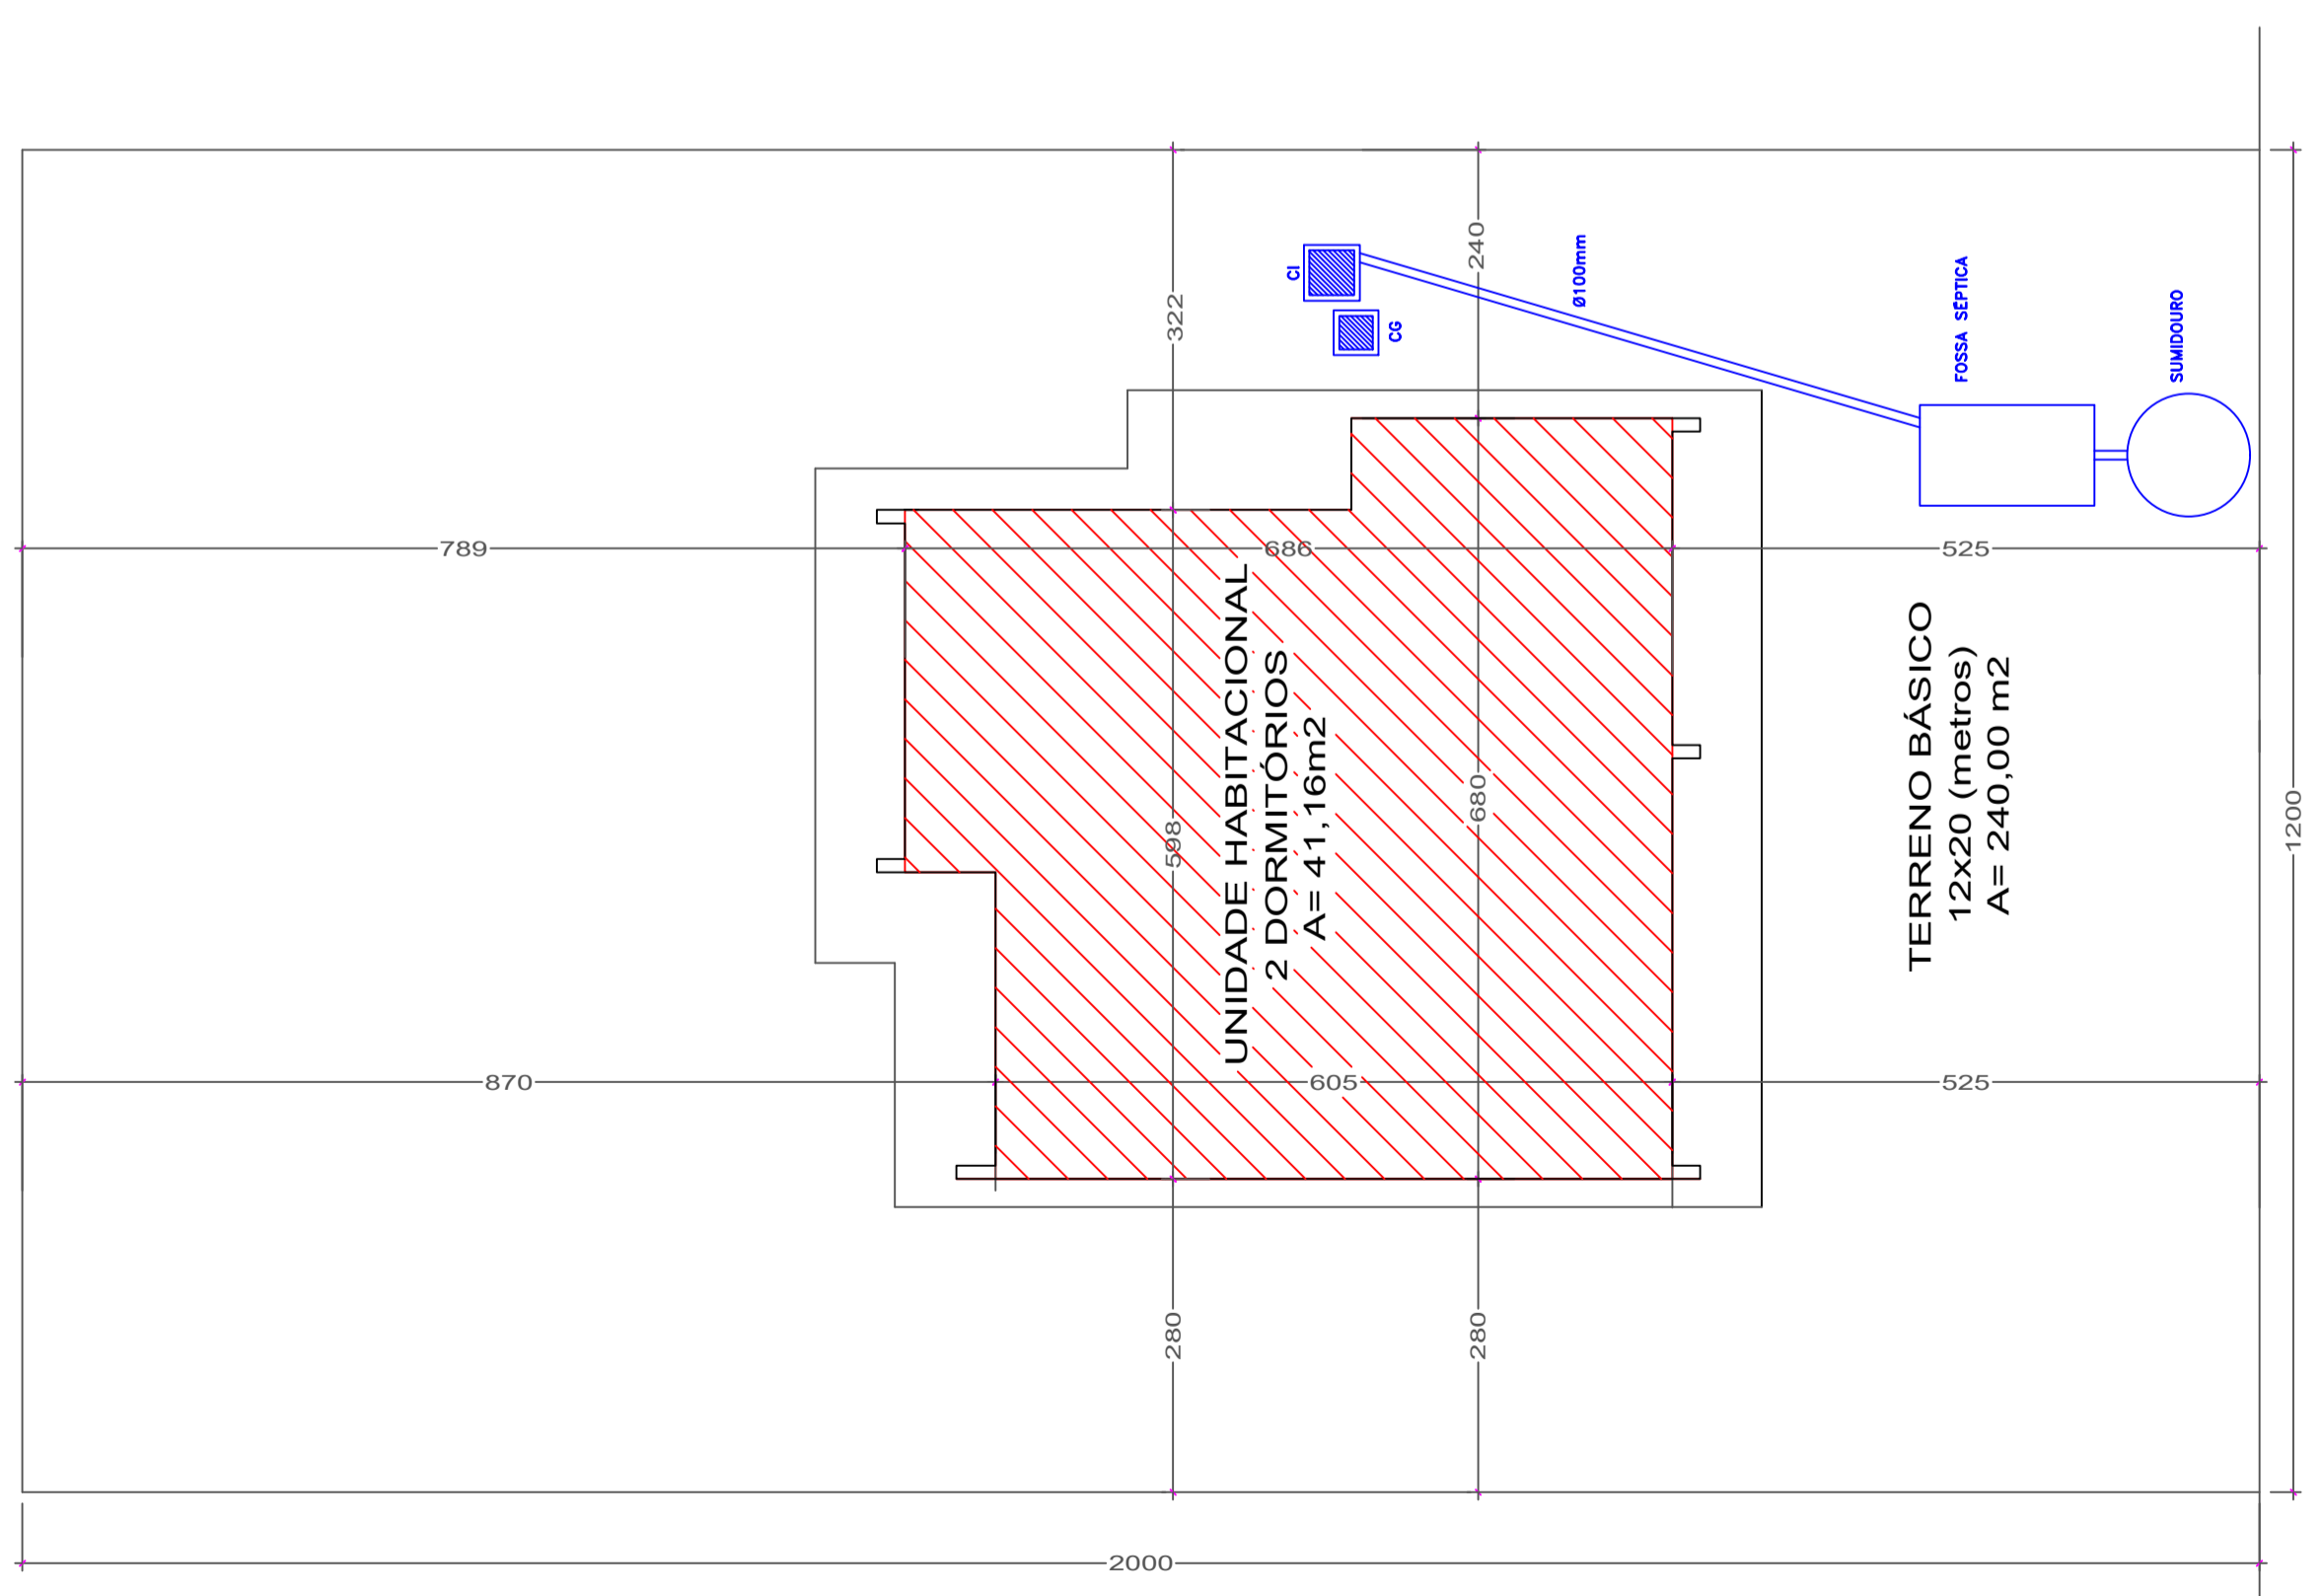 CI
CG
322
240
Ø100mm
FOSSA SÉPTICA
SUMIDOURO
789
686
525
UNIDADE HABITACIONAL
2 DORMITÓRIOS
A= 41,16m2
598
680
TERRENO BÁSICO
12x20 (metros)
A= 240,00 m2
1200
870
605
525
280
280
2000